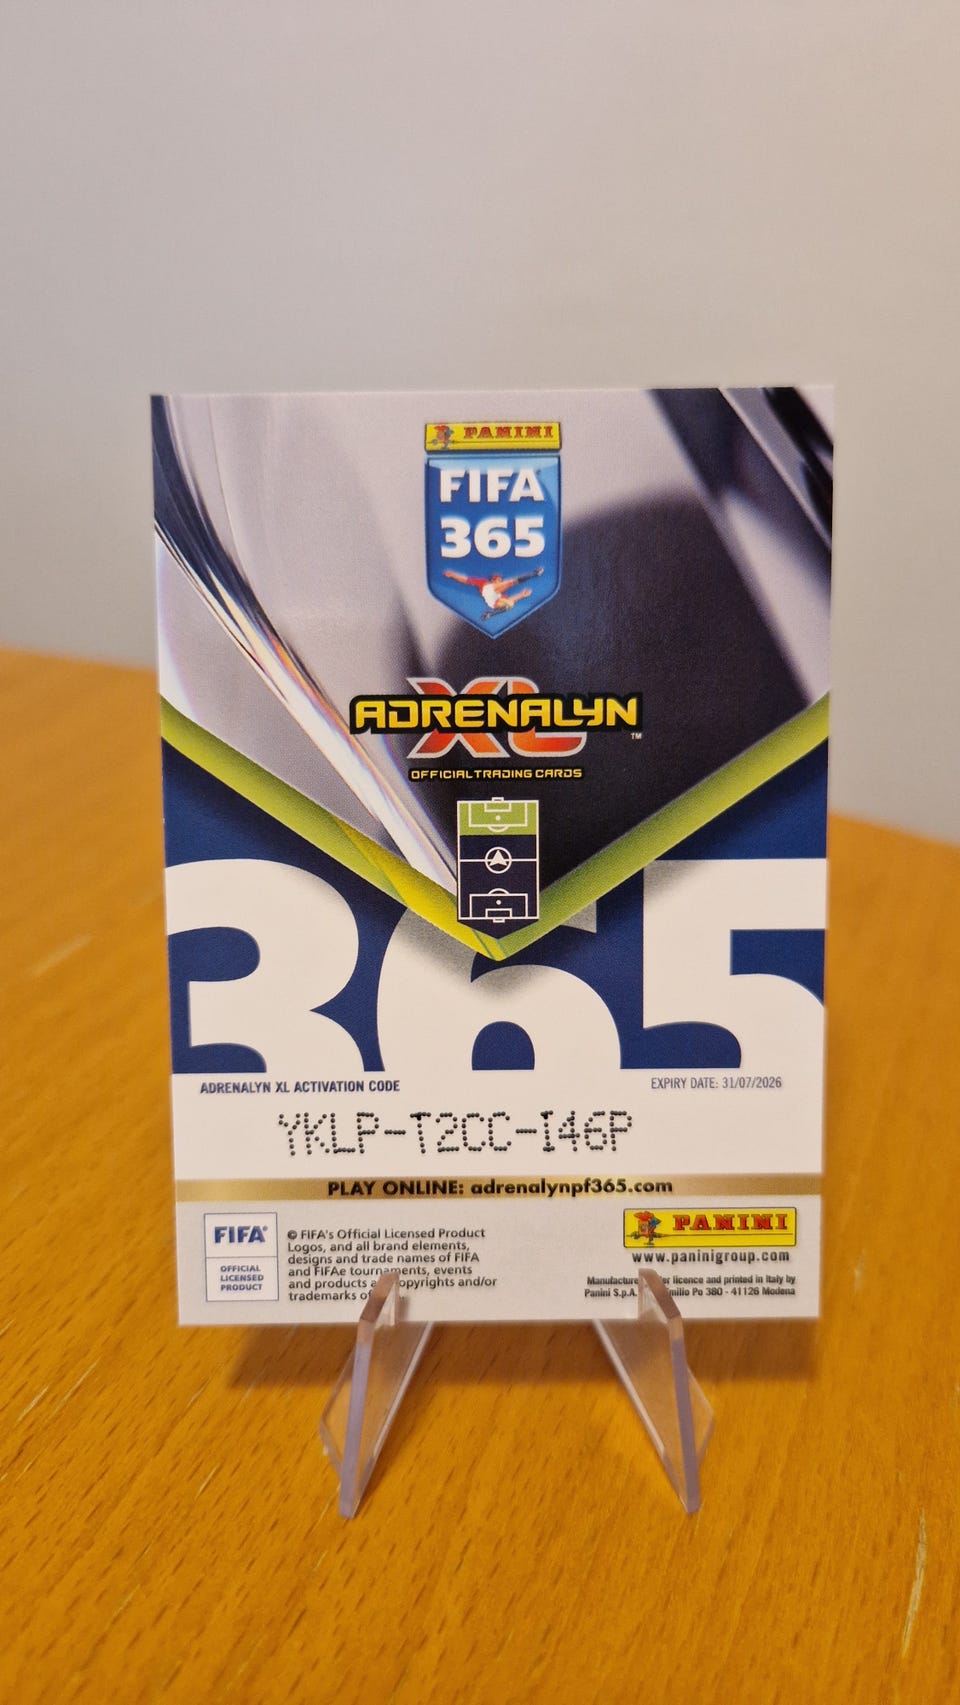 PANINI
FIFA
365
ADRENALYN
XL
TM
OFFICIAL TRADING CARDS
365
ADRENALYN XL ACTIVATION CODE
EXPIRY DATE: 31/07/2026
YKLP-T2CC-I46P
PLAY ONLINE: adrenalynpf365.com
FIFA®
OFFICIAL
LICENSED
PRODUCT
© FIFA's Official Licensed Product
Logos, and all brand elements,
designs and trade names of FIFA
and FIFAe tournaments, events
and products copyrights and/or
trademarks of
PANINI
www.paninigroup.com
licence and printed in Italy by
Panini S.p.A. Po 380 - 41126 Modena